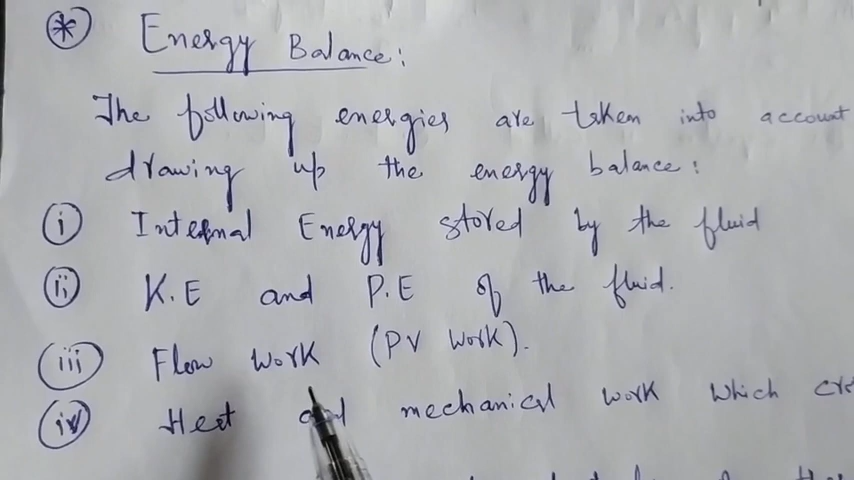 * Energy Balance:
The following energies are taken into account
drawing up the energy balance:
(i) Internal Energy stored by the fluid
(ii) K.E and P.E of the fluid.
(iii) Flow work (PV work).
(iv) Heat and mechanical work which